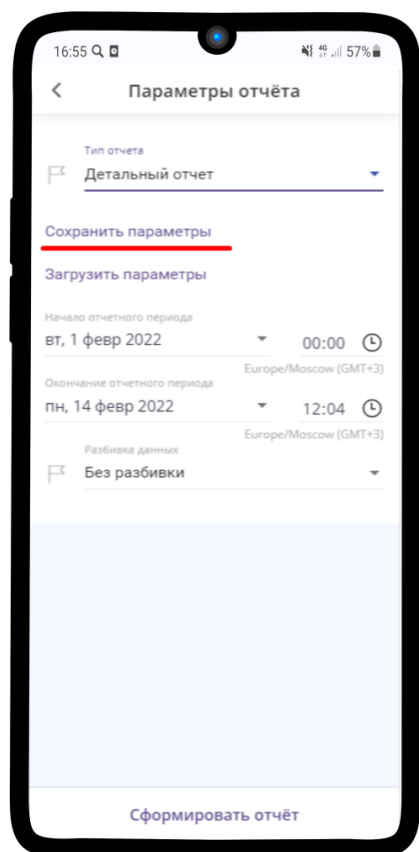 16:55
4G 57%
Параметры отчёта
Тип отчета
Детальный отчет
Сохранить параметры
Загрузить параметры
Начало отчетного периода
вт, 1 февр 2022 00:00
Europe/Moscow (GMT+3)
Окончание отчетного периода
пн, 14 февр 2022 12:04
Europe/Moscow (GMT+3)
Разбивка данных
Без разбивки
Сформировать отчёт